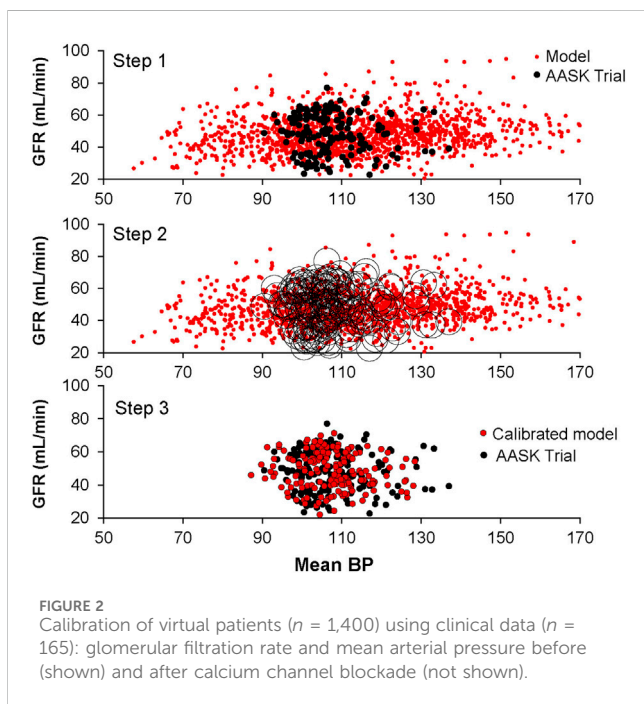 Step 1
Model
AASK Trial
GFR (mL/min)
100
80
60
40
20
50 70 90 110 130 150 170
Step 2
GFR (mL/min)
100
80
60
40
20
50 70 90 110 130 150 170
Step 3
Calibrated model
AASK Trial
GFR (mL/min)
100
80
60
40
20
50 70 90 110 130 150 170
Mean BP
FIGURE 2
Calibration of virtual patients (n = 1,400) using clinical data (n =
165): glomerular filtration rate and mean arterial pressure before
(shown) and after calcium channel blockade (not shown).